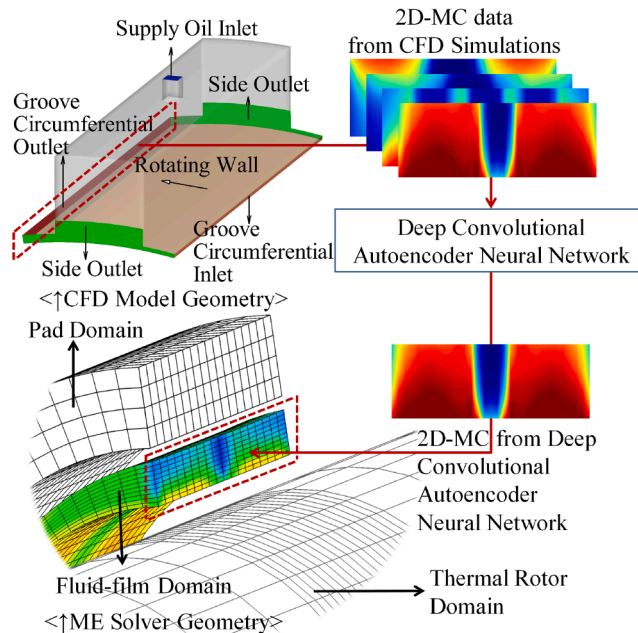 Supply Oil Inlet
2D-MC data
from CFD Simulations
Side Outlet
Groove
Circumferential
Outlet
Rotating Wall
Groove
Circumferential
Inlet
Side Outlet
<↑CFD Model Geometry>
Deep Convolutional
Autoencoder Neural Network
Pad Domain
2D-MC from Deep
Convolutional
Autoencoder
Neural Network
Fluid-film Domain
<↑ME Solver Geometry>
Thermal Rotor
Domain